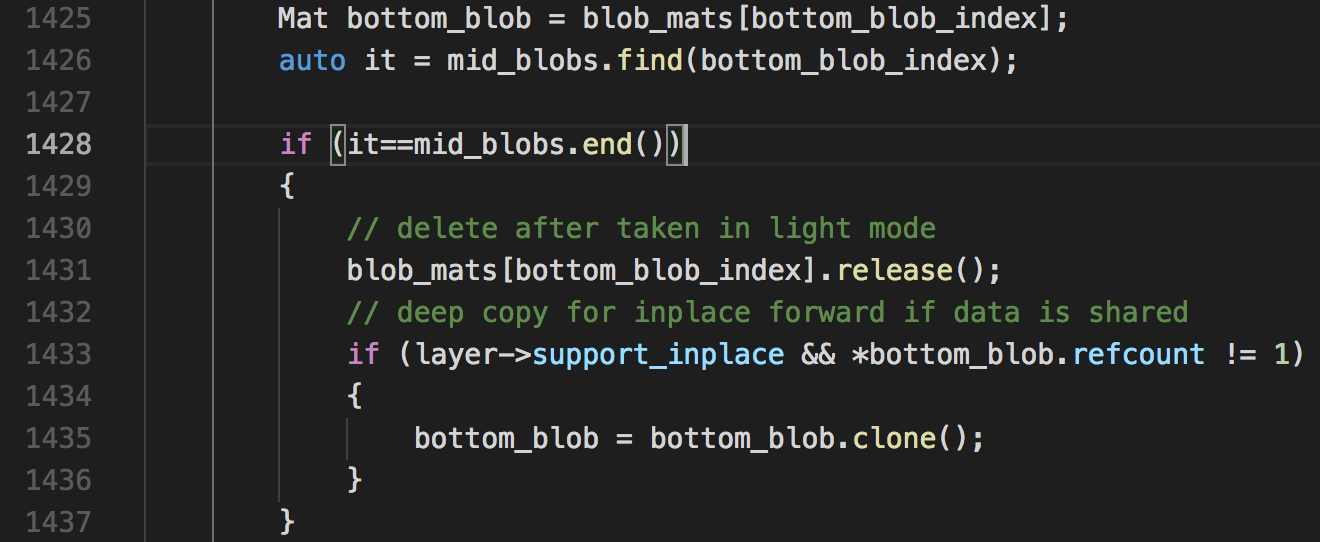 1425 Mat bottom_blob = blob_mats[bottom_blob_index];
1426 auto it = mid_blobs.find(bottom_blob_index);
1427
1428 if (it==mid_blobs.end())
1429 {
1430 // delete after taken in light mode
1431 blob_mats[bottom_blob_index].release();
1432 // deep copy for inplace forward if data is shared
1433 if (layer->support_inplace && *bottom_blob.refcount != 1)
1434 {
1435 bottom_blob = bottom_blob.clone();
1436 }
1437 }